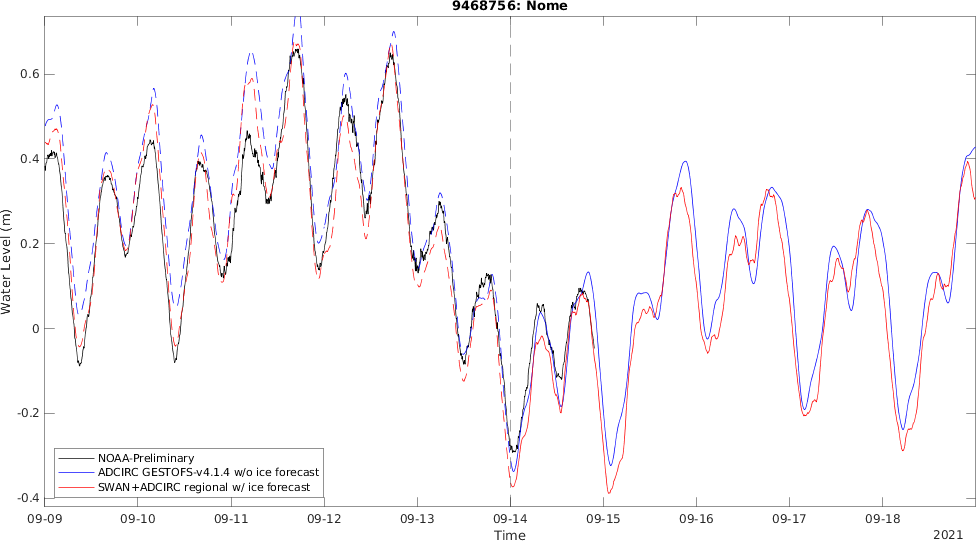 9468756: Nome
0.6
0.4
0.2
0
-0.2
-0.4
Water Level (m)
NOAA-Preliminary
ADCIRC GESTOFS-v4.1.4 w/o ice forecast
SWAN+ADCIRC regional w/ ice forecast
09-09 09-10 09-11 09-12 09-13 09-14 09-15 09-16 09-17 09-18
Time
2021